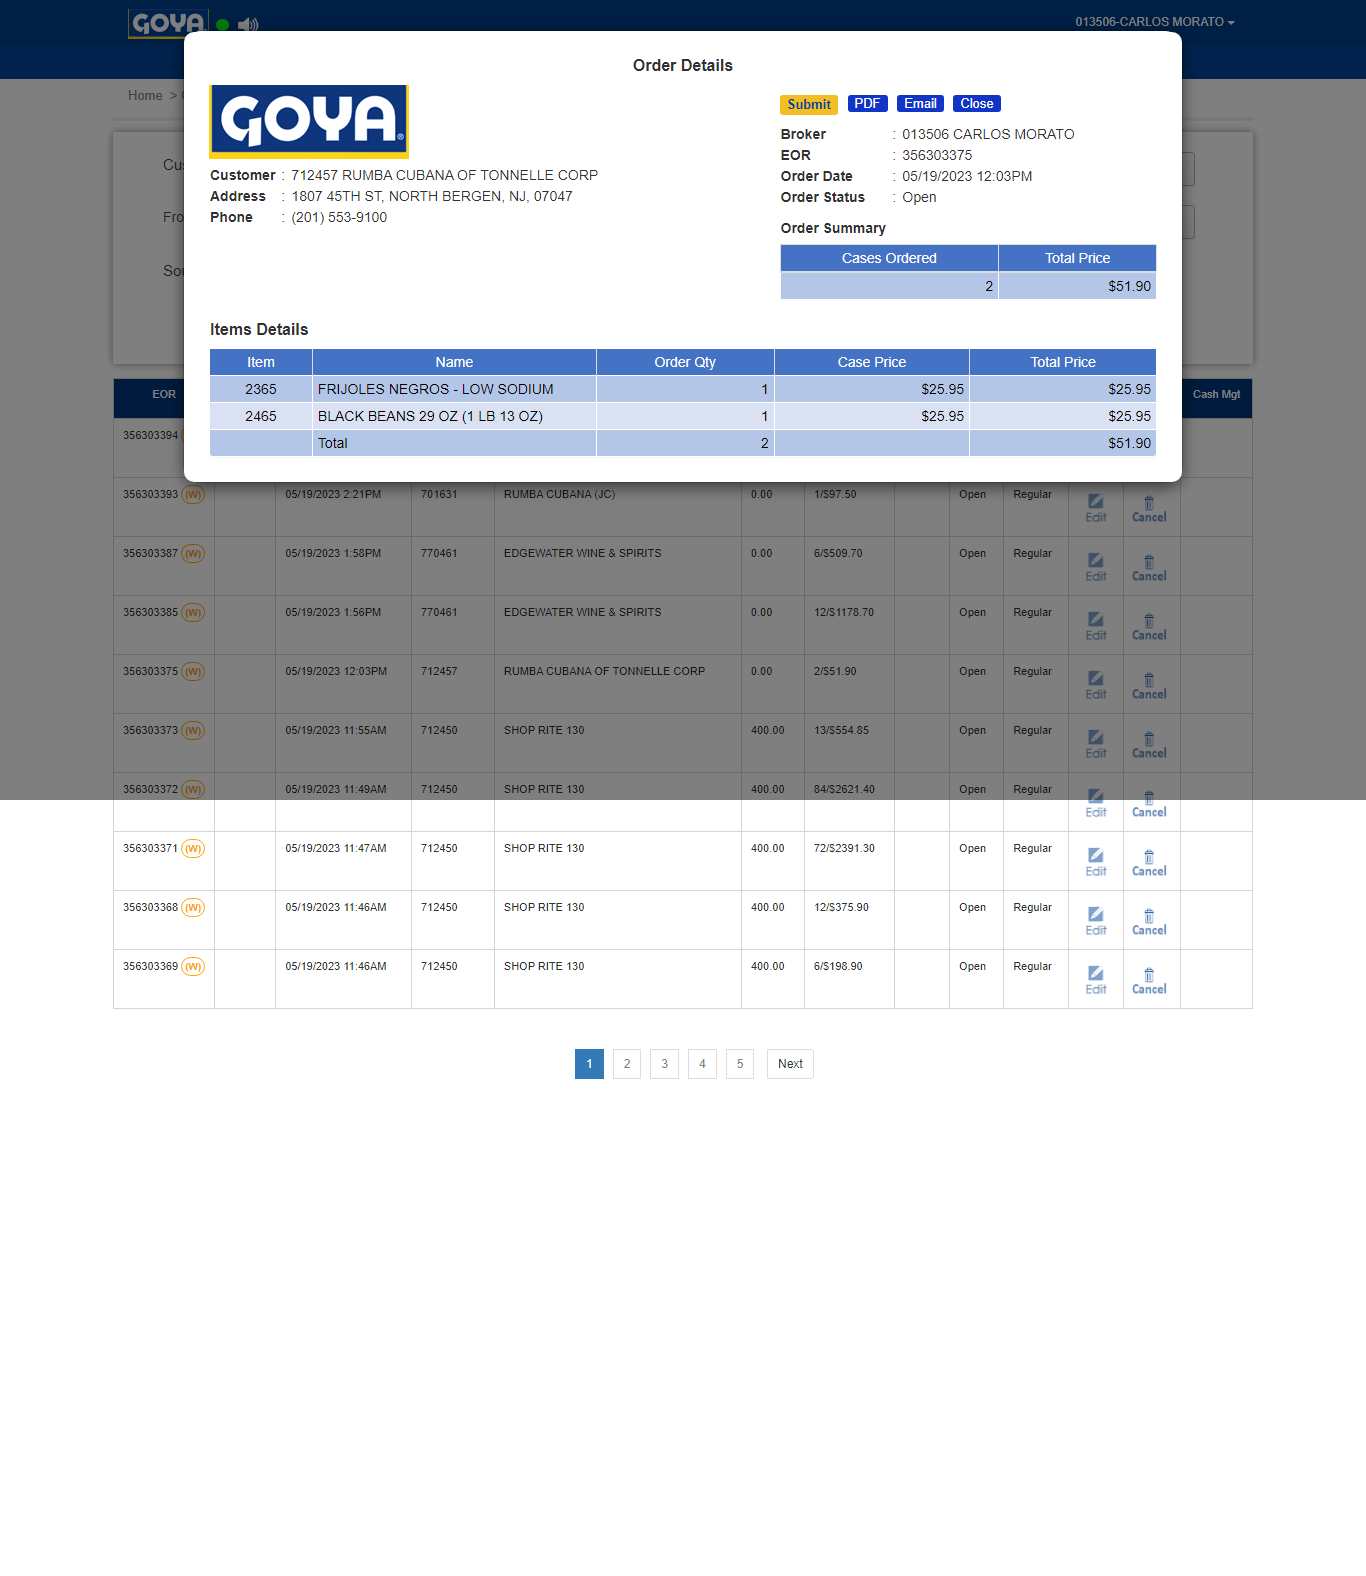 GOYA
013506-CARLOS MORATO
Home >
Order Details
GOYA
Submit PDF Email Close
Broker : 013506 CARLOS MORATO
EOR : 356303375
Customer : 712457 RUMBA CUBANA OF TONNELLE CORP
Order Date : 05/19/2023 12:03PM
Address : 1807 45TH ST, NORTH BERGEN, NJ, 07047
Order Status : Open
Phone : (201) 553-9100
Order Summary
Cases Ordered Total Price
2 $51.90
Items Details
Item Name Order Qty Case Price Total Price
2365 FRIJOLES NEGROS - LOW SODIUM 1 $25.95 $25.95
2465 BLACK BEANS 29 OZ (1 LB 13 OZ) 1 $25.95 $25.95
Total 2 $51.90
EOR Cash Mgt
356303394
356303393 (W) 05/19/2023 2:21PM 701631 RUMBA CUBANA (JC) 0.00 1/$97.50 Open Regular Edit Cancel
356303387 (W) 05/19/2023 1:58PM 770461 EDGEWATER WINE & SPIRITS 0.00 6/$509.70 Open Regular Edit Cancel
356303385 (W) 05/19/2023 1:56PM 770461 EDGEWATER WINE & SPIRITS 0.00 12/$1178.70 Open Regular Edit Cancel
356303375 (W) 05/19/2023 12:03PM 712457 RUMBA CUBANA OF TONNELLE CORP 0.00 2/$51.90 Open Regular Edit Cancel
356303373 (W) 05/19/2023 11:55AM 712450 SHOP RITE 130 400.00 13/$554.85 Open Regular Edit Cancel
356303372 (W) 05/19/2023 11:49AM 712450 SHOP RITE 130 400.00 84/$2621.40 Open Regular Edit Cancel
356303371 (W) 05/19/2023 11:47AM 712450 SHOP RITE 130 400.00 72/$2391.30 Open Regular Edit Cancel
356303368 (W) 05/19/2023 11:46AM 712450 SHOP RITE 130 400.00 12/$375.90 Open Regular Edit Cancel
356303369 (W) 05/19/2023 11:46AM 712450 SHOP RITE 130 400.00 6/$198.90 Open Regular Edit Cancel
1 2 3 4 5 Next